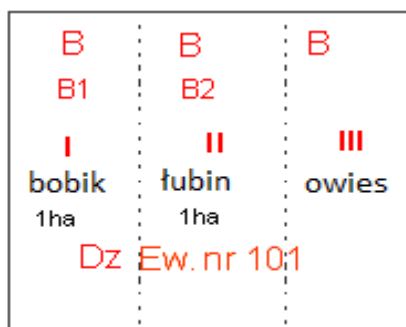 B B B
B1 B2
I II III
bobik łubin owies
1ha 1ha
Dz Ew. nr 101